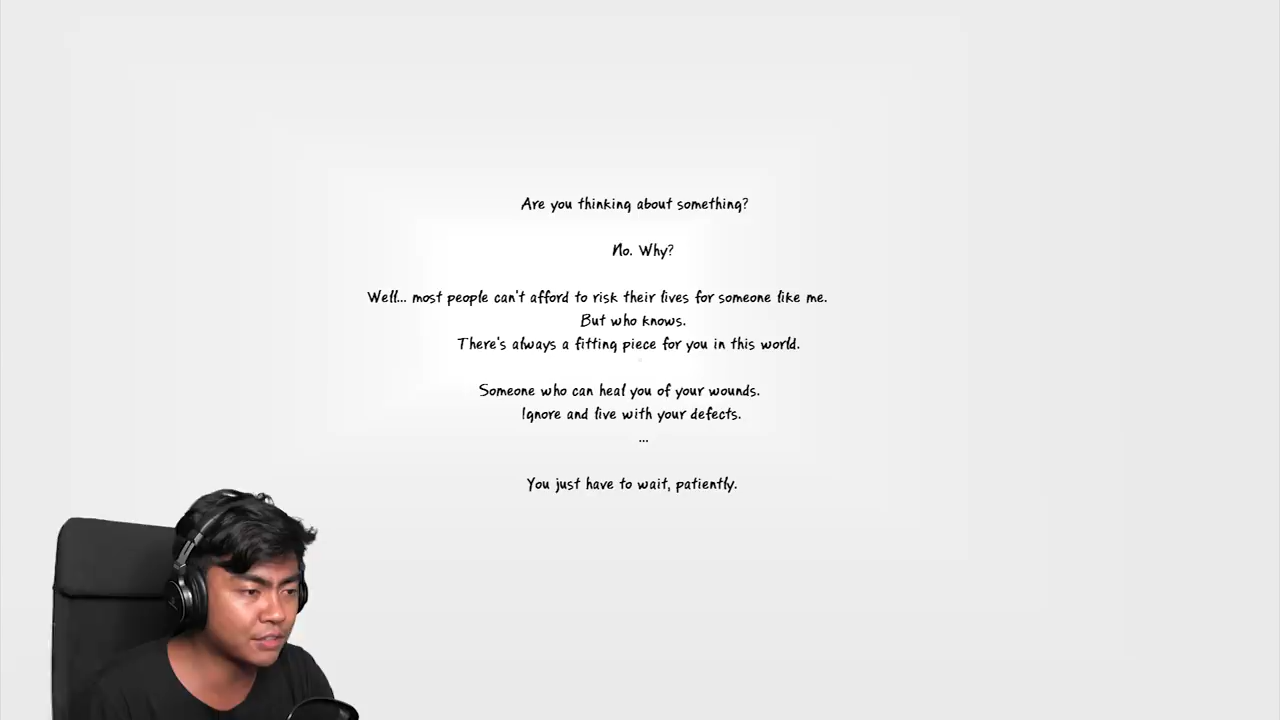 Are you thinking about something?
No. Why?
Well... most people can't afford to risk their lives for someone like me.
But who knows.
There's always a fitting piece for you in this world.
Someone who can heal you of your wounds.
Ignore and live with your defects.
...
You just have to wait, patiently.